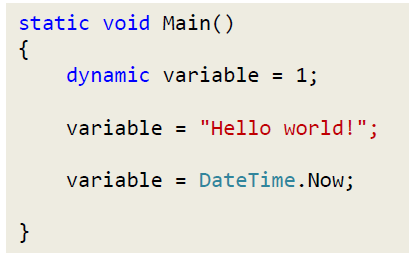 static void Main()
{
    dynamic variable = 1;
    variable = "Hello world!";
    variable = DateTime.Now;
}